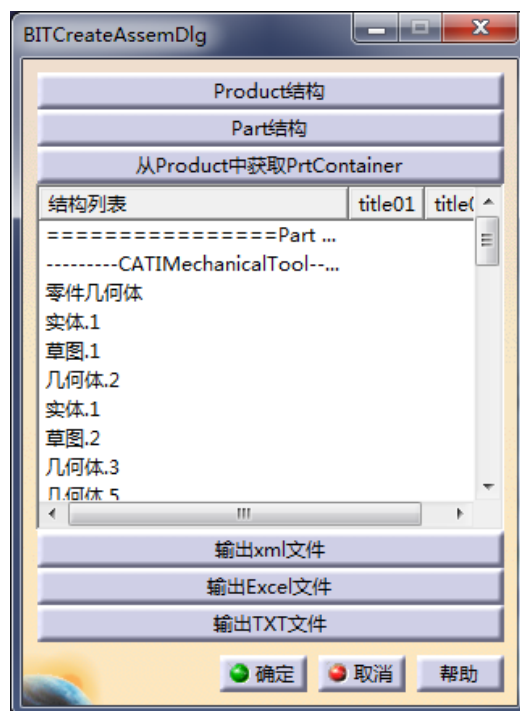 BITCreateAssemDlg
Product结构
Part结构
从Product中获取PrtContainer
结构列表 title01 title(
================Part ...
---------CATIMechanicalTool--...
零件几何体
实体.1
草图.1
几何体.2
实体.1
草图.2
几何体.3
几何体.5
输出xml文件
输出Excel文件
输出TXT文件
确定 取消 帮助